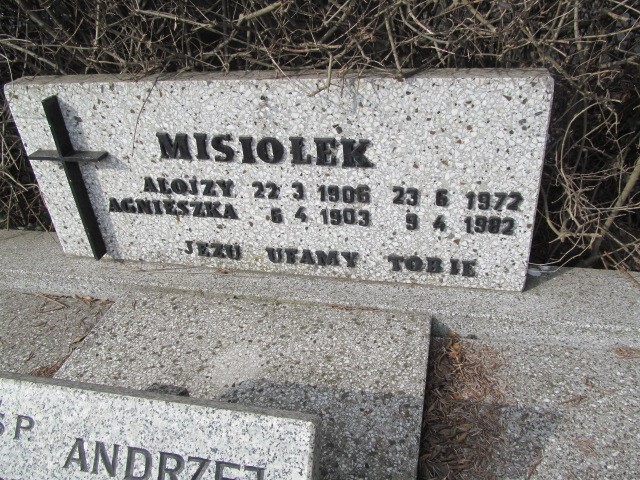 MISIOŁEK
ALOJZY 22 3 1906 23 6 1972
AGNIESZKA 6 4 1903 9 4 1982
JEZU UFAMY TOBIE
ŚP
ANDRZEJ